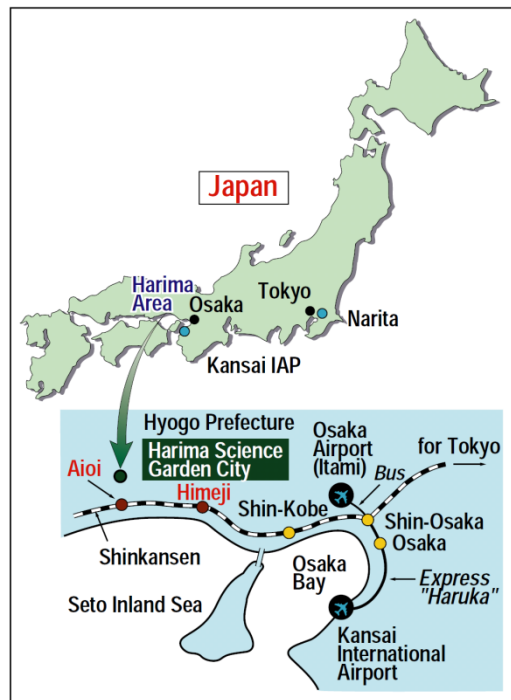 Japan
Harima
Area
Osaka
Tokyo
Narita
Kansai IAP
Hyogo Prefecture
Harima Science
Garden City
Osaka
Airport
(Itami)
Bus
for Tokyo
Aioi
Himeji
Shin-Kobe
Shin-Osaka
Osaka
Shinkansen
Osaka
Bay
Express
"Haruka"
Seto Inland Sea
Kansai
International
Airport